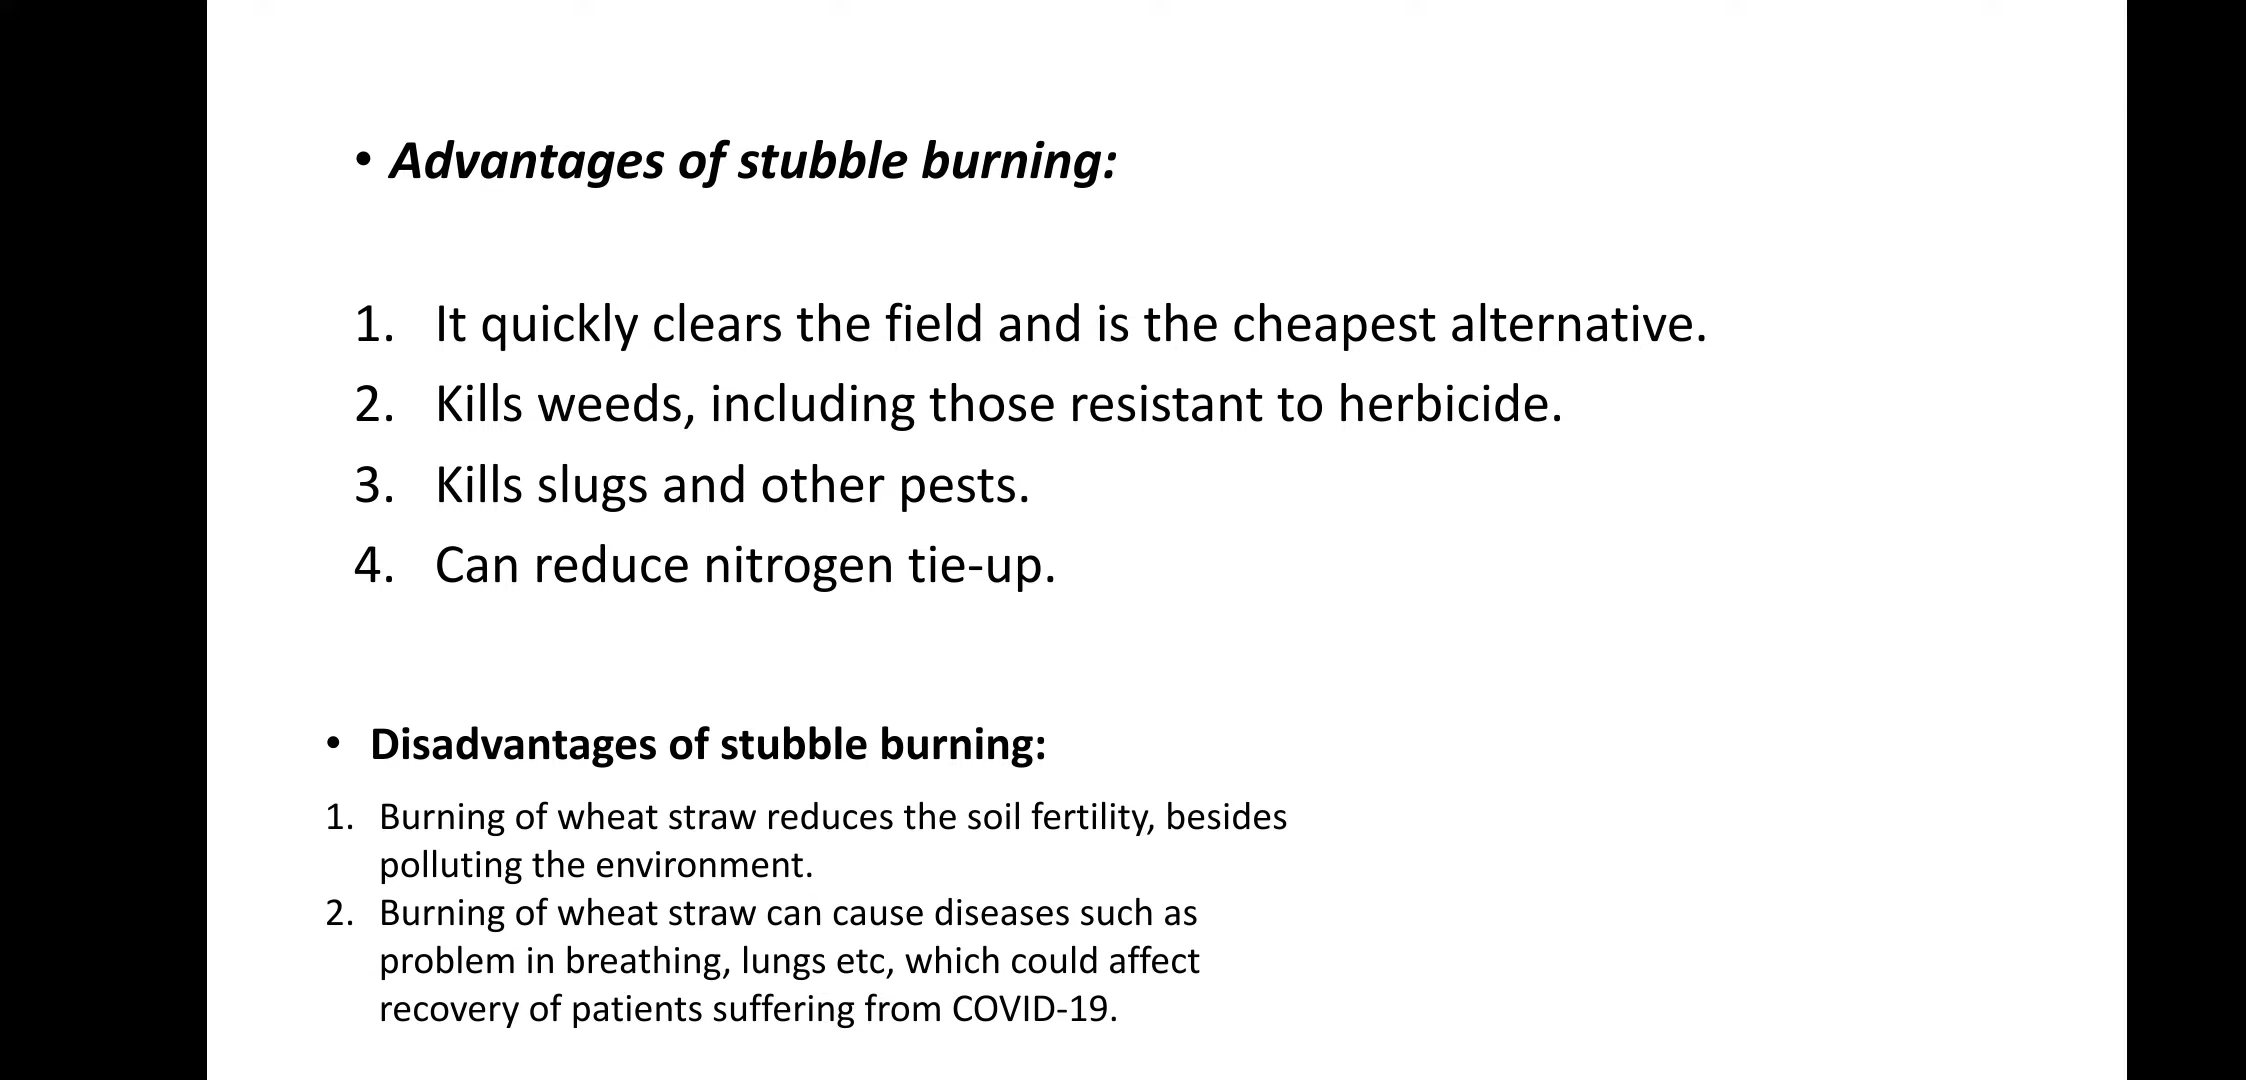 • Advantages of stubble burning:
1. It quickly clears the field and is the cheapest alternative.
2. Kills weeds, including those resistant to herbicide.
3. Kills slugs and other pests.
4. Can reduce nitrogen tie-up.
• Disadvantages of stubble burning:
1. Burning of wheat straw reduces the soil fertility, besides
polluting the environment.
2. Burning of wheat straw can cause diseases such as
problem in breathing, lungs etc, which could affect
recovery of patients suffering from COVID-19.